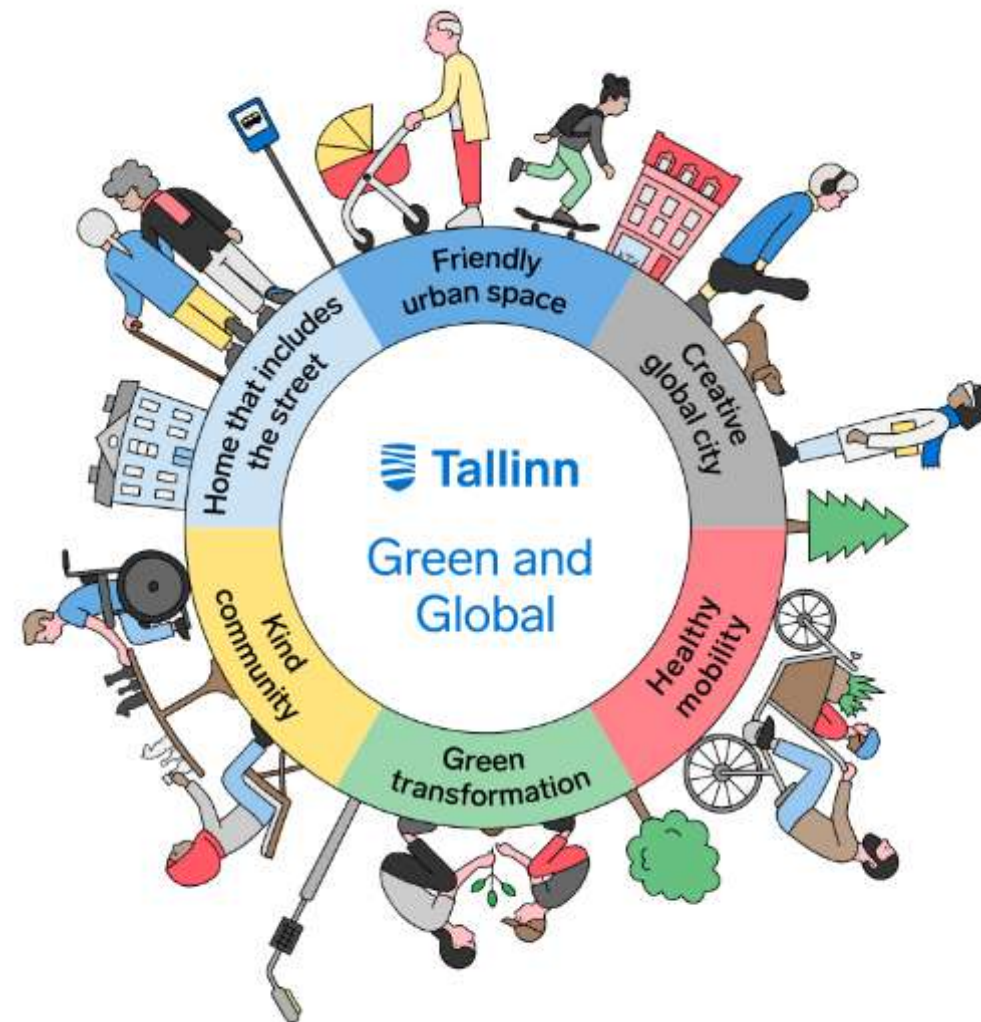 Friendly
urban space
Creative
global city
Healthy
mobility
Green
transformation
Kind
community
Home that includes
the street
Tallinn
Green and
Global